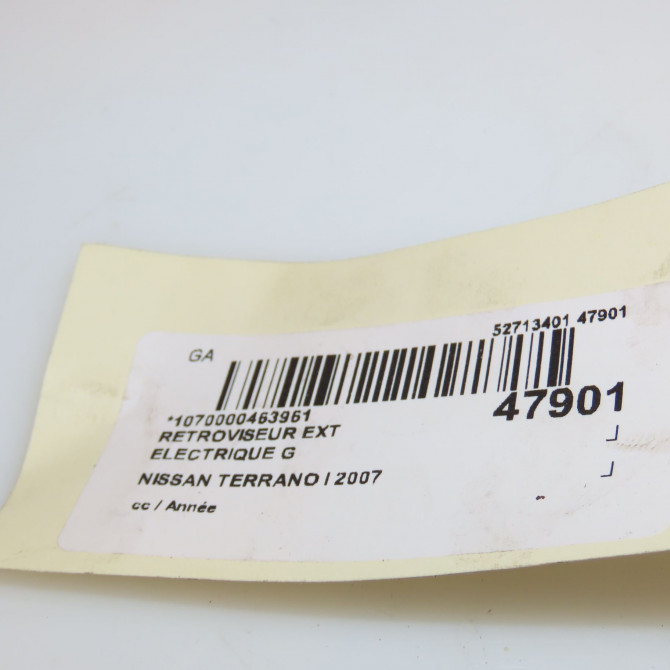 52713401 47901
GA
47901
*1070000463961
RETROVISEUR EXT
ELECTRIQUE G
NISSAN TERRANO I 2007
cc / Année